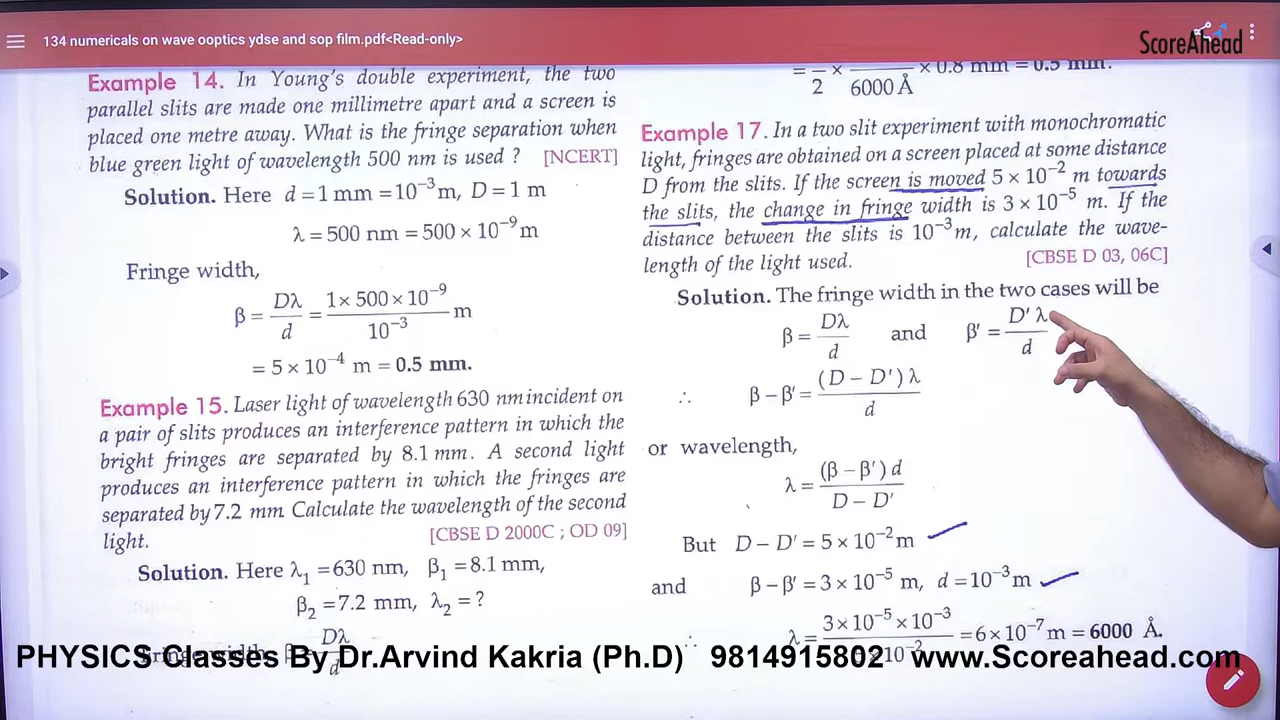 134 numericals on wave ooptics ydse and sop film.pdf<Read-only>
ScoreAhead
Example 14. In Young's double experiment, the two
parallel slits are made one millimetre apart and a screen is
placed one metre away. What is the fringe separation when
blue green light of wavelength 500 nm is used ? [NCERT]
Solution. Here d = 1 mm = 10⁻³ m, D = 1 m
λ = 500 nm = 500 × 10⁻⁹ m
Fringe width,
β = Dλ/d = 1 × 500 × 10⁻⁹/10⁻³ m
= 5 × 10⁻⁴ m = 0.5 mm.
Example 15. Laser light of wavelength 630 nm incident on
a pair of slits produces an interference pattern in which the
bright fringes are separated by 8.1 mm. A second light
produces an interference pattern in which the fringes are
separated by 7.2 mm. Calculate the wavelength of the second
light. [CBSE D 2000C ; OD 09]
Solution. Here λ₁ = 630 nm, β₁ = 8.1 mm,
β₂ = 7.2 mm, λ₂ = ?
Dλ/d
= 1/2 × /6000 Å × 0.8 mm = 0.5 mm.
Example 17. In a two slit experiment with monochromatic
light, fringes are obtained on a screen placed at some distance
D from the slits. If the screen is moved 5 × 10⁻² m towards
the slits, the change in fringe width is 3 × 10⁻⁵ m. If the
distance between the slits is 10⁻³ m, calculate the wave-
length of the light used. [CBSE D 03, 06C]
Solution. The fringe width in the two cases will be
β = Dλ/d and β' = D'λ/d
∴ β – β' = (D – D')λ/d
or wavelength,
λ = (β – β')d/D – D'
But D – D' = 5 × 10⁻² m
and β – β' = 3 × 10⁻⁵ m, d = 10⁻³ m
∴ λ = 3 × 10⁻⁵ × 10⁻³/5 × 10⁻² = 6 × 10⁻⁷ m = 6000 Å.
PHYSICS Classes By Dr.Arvind Kakria (Ph.D) 9814915802 www.Scoreahead.com